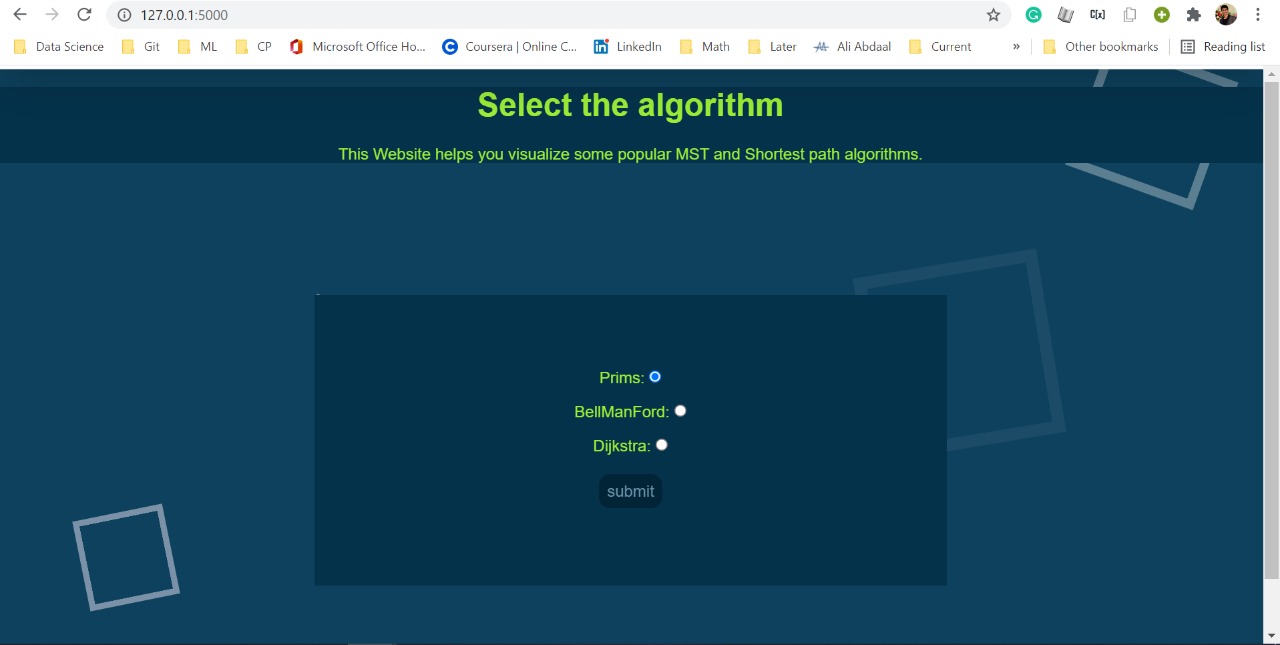 127.0.0.1:5000
Data Science Git ML CP Microsoft Office Ho... Coursera | Online C... LinkedIn Math Later Ali Abdaal Current » Other bookmarks Reading list
Select the algorithm
This Website helps you visualize some popular MST and Shortest path algorithms.
Prims:
BellManFord:
Dijkstra:
submit